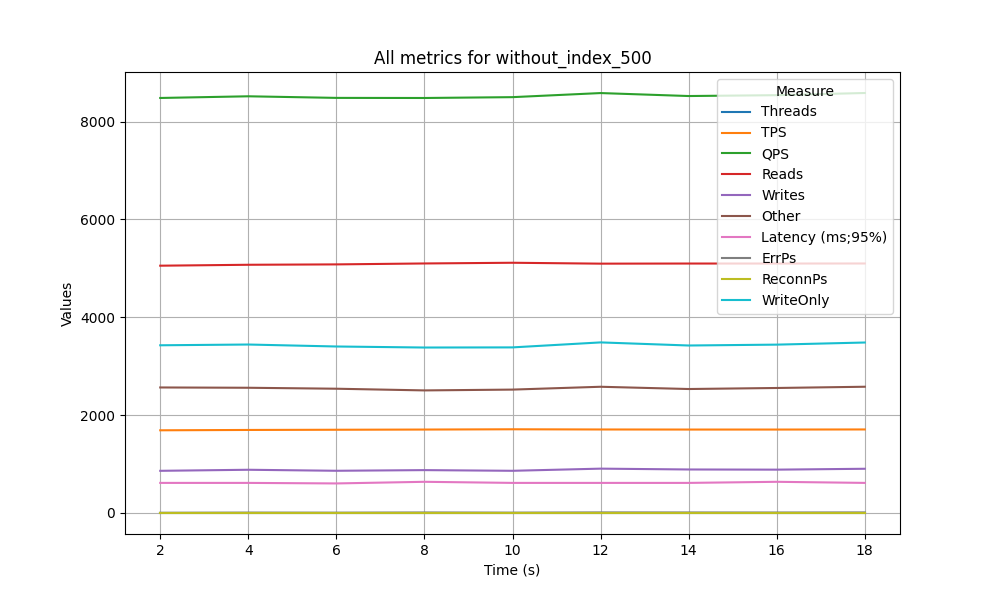 All metrics for without_index_500
Values
8000
6000
4000
2000
0
2 4 6 8 10 12 14 16 18
Time (s)
Measure
Threads
TPS
QPS
Reads
Writes
Other
Latency (ms;95%)
ErrPs
ReconnPs
WriteOnly